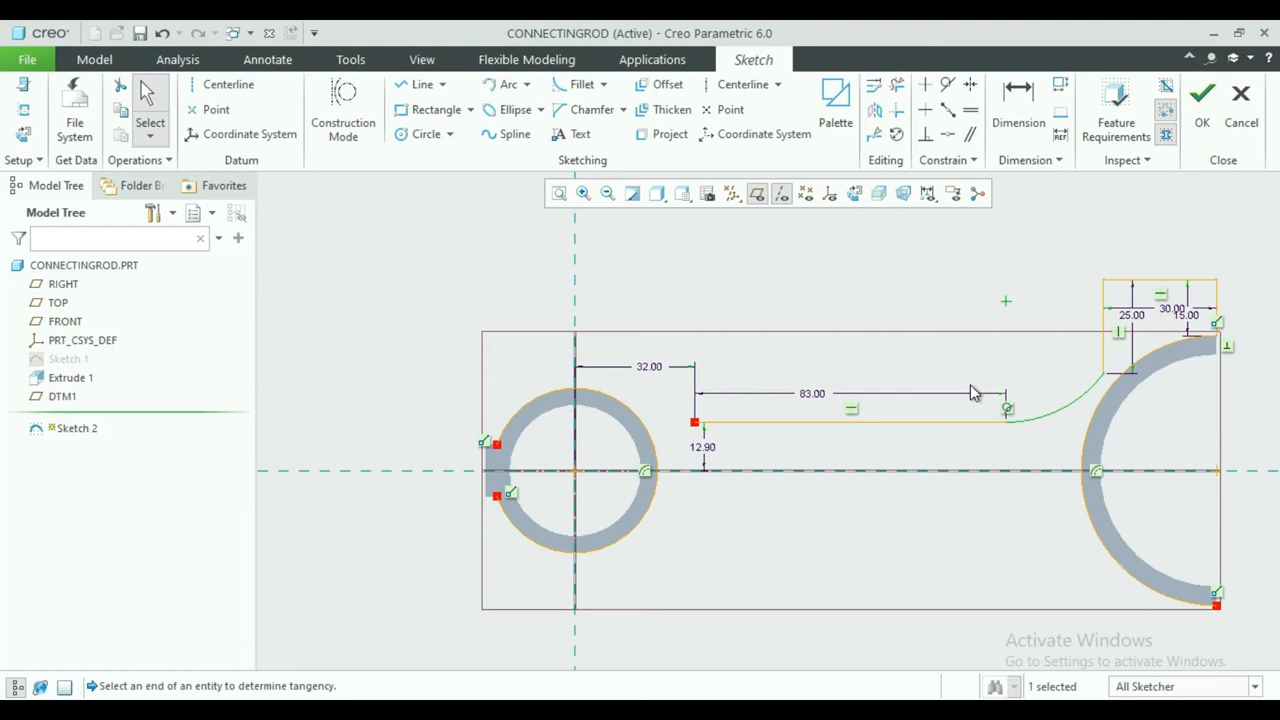 creo
CONNECTINGROD (Active) - Creo Parametric 6.0
File Model Analysis Annotate Tools View Flexible Modeling Applications Sketch
Centerline Line Arc Fillet Offset Centerline
File System Select Point Construction Mode Rectangle Ellipse Chamfer Thicken Point Palette Dimension Feature Requirements OK Cancel
Coordinate System Circle Spline Text Project Coordinate System
Setup Get Data Operations Datum Sketching Editing Constrain Dimension Inspect Close
Model Tree Folder Br Favorites
Model Tree
CONNECTINGROD.PRT
RIGHT
TOP
FRONT
PRT_CSYS_DEF
Sketch 1
Extrude 1
DTM1
Sketch 2
30.00
25.00
15.00
32.00
83.00
12.90
REF
Activate Windows
Go to Settings to activate Windows.
Select an end of an entity to determine tangency.
1 selected
All Sketcher